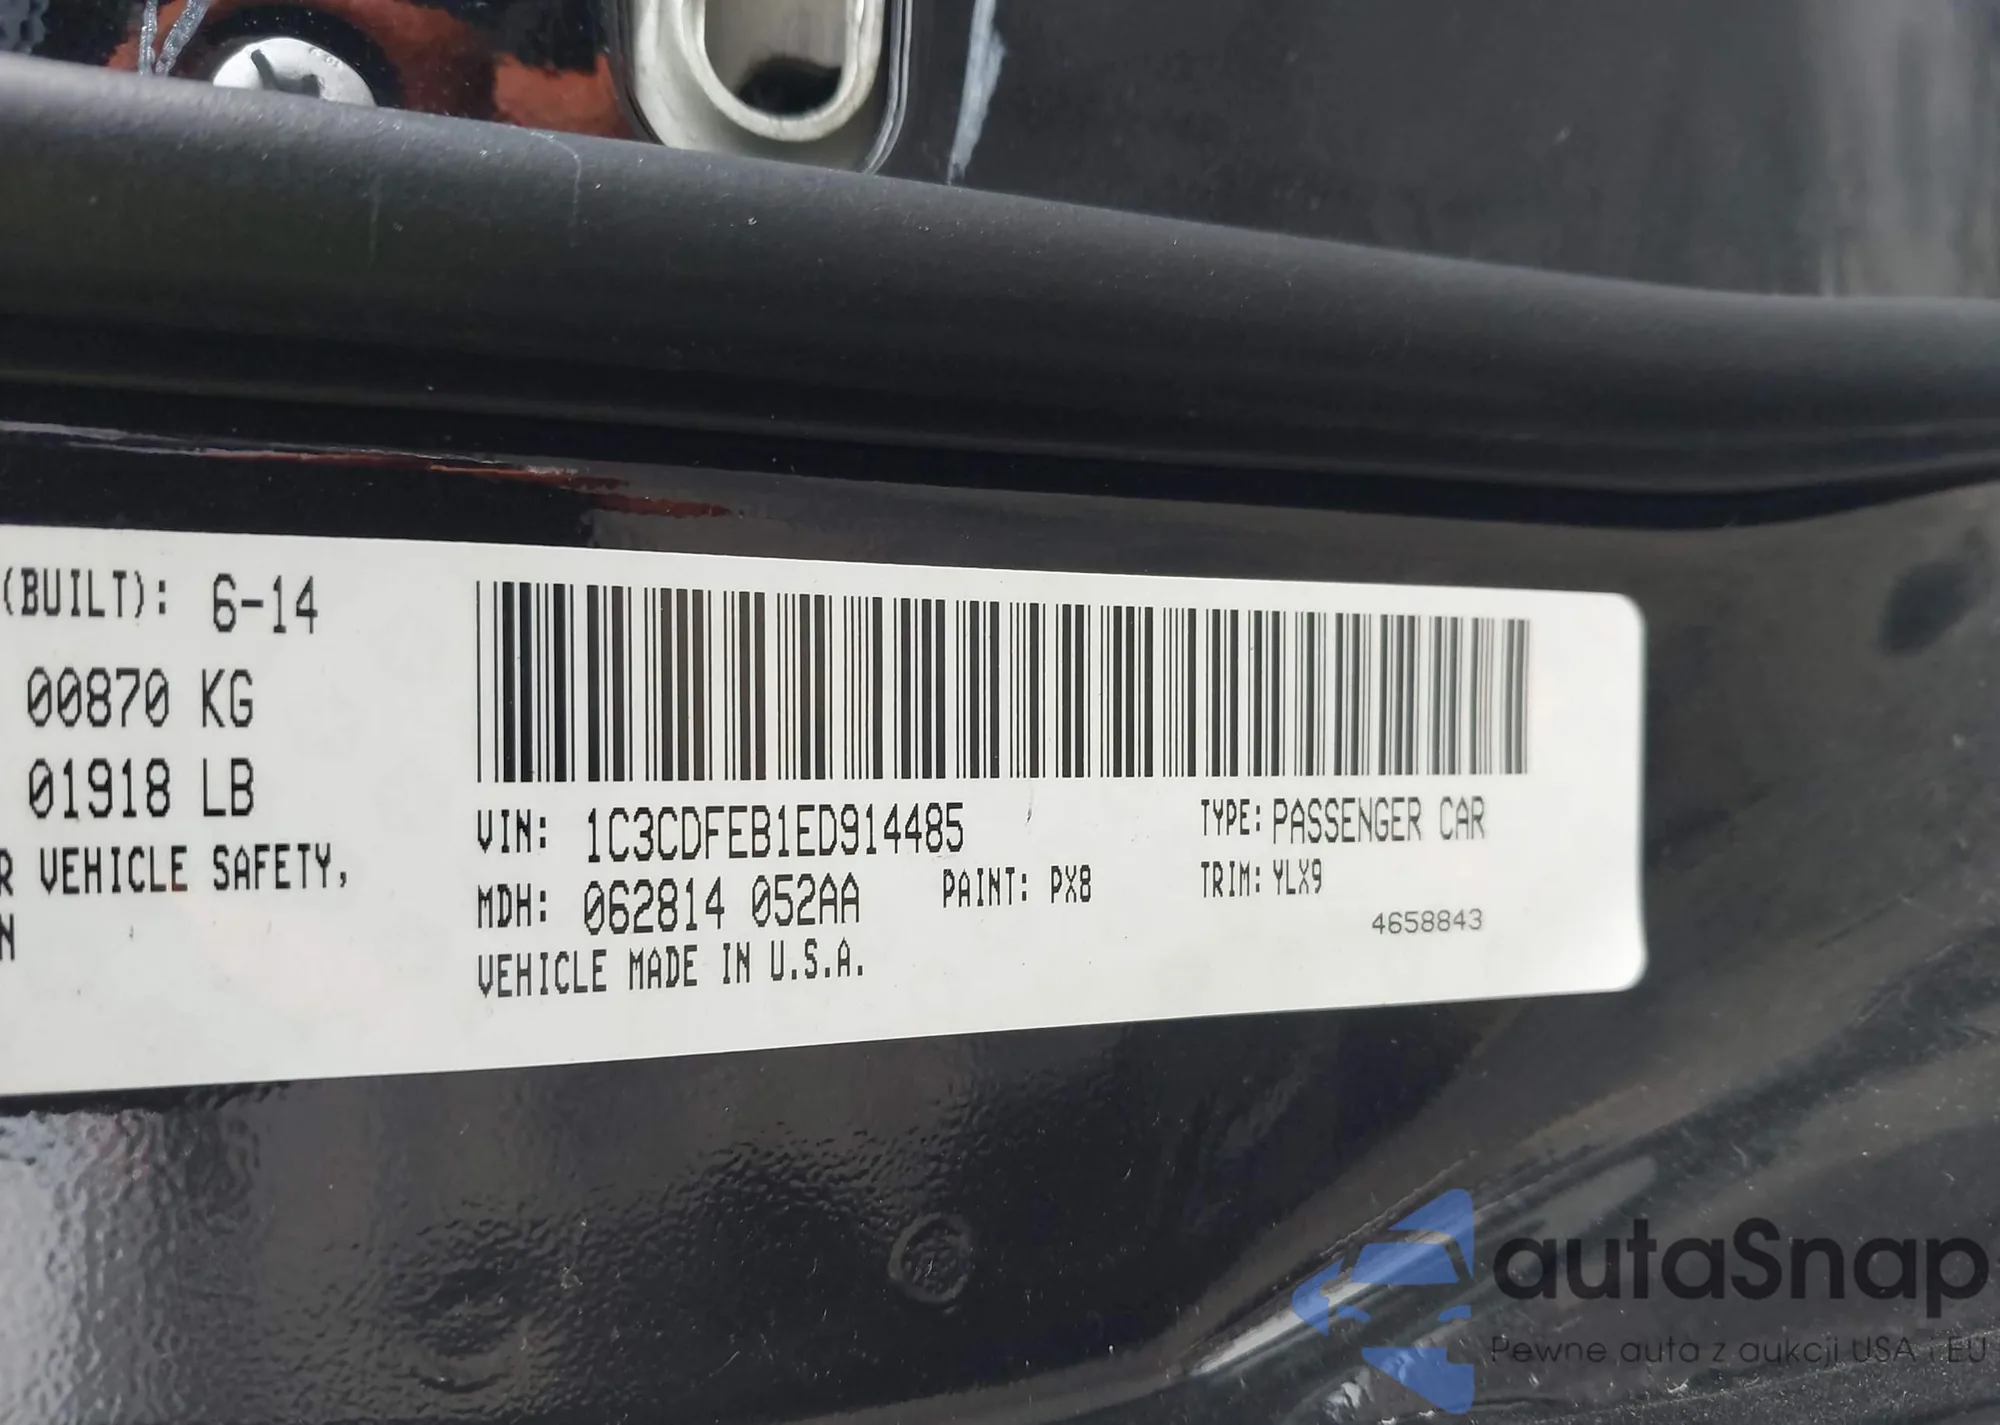 (BUILT): 6-14
00870 KG
01918 LB
R VEHICLE SAFETY,
N
VIN: 1C3CDFEB1ED914485
TYPE: PASSENGER CAR
MDH: 062814 052AA
PAINT: PX8
TRIM: YLX9
VEHICLE MADE IN U.S.A.
4658843
autaSnap
Pewne auta z aukcji USA i EU